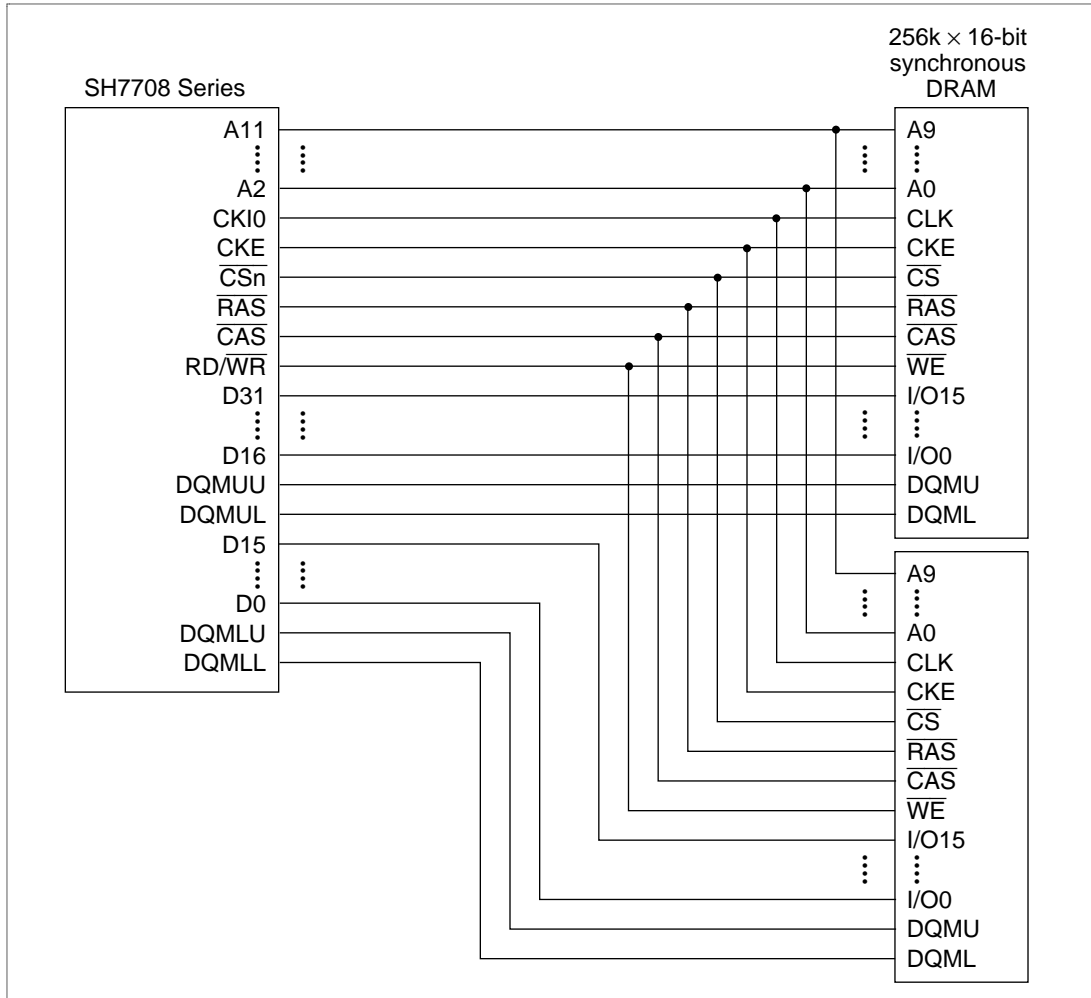 256k × 16-bit
synchronous
DRAM
SH7708 Series
A11
A2
CKI0
CKE
CSn
RAS
CAS
RD/WR
D31
D16
DQMUU
DQMUL
D15
D0
DQMLU
DQMLL
A9
A0
CLK
CKE
CS
RAS
CAS
WE
I/O15
I/O0
DQMU
DQML
A9
A0
CLK
CKE
CS
RAS
CAS
WE
I/O15
I/O0
DQMU
DQML